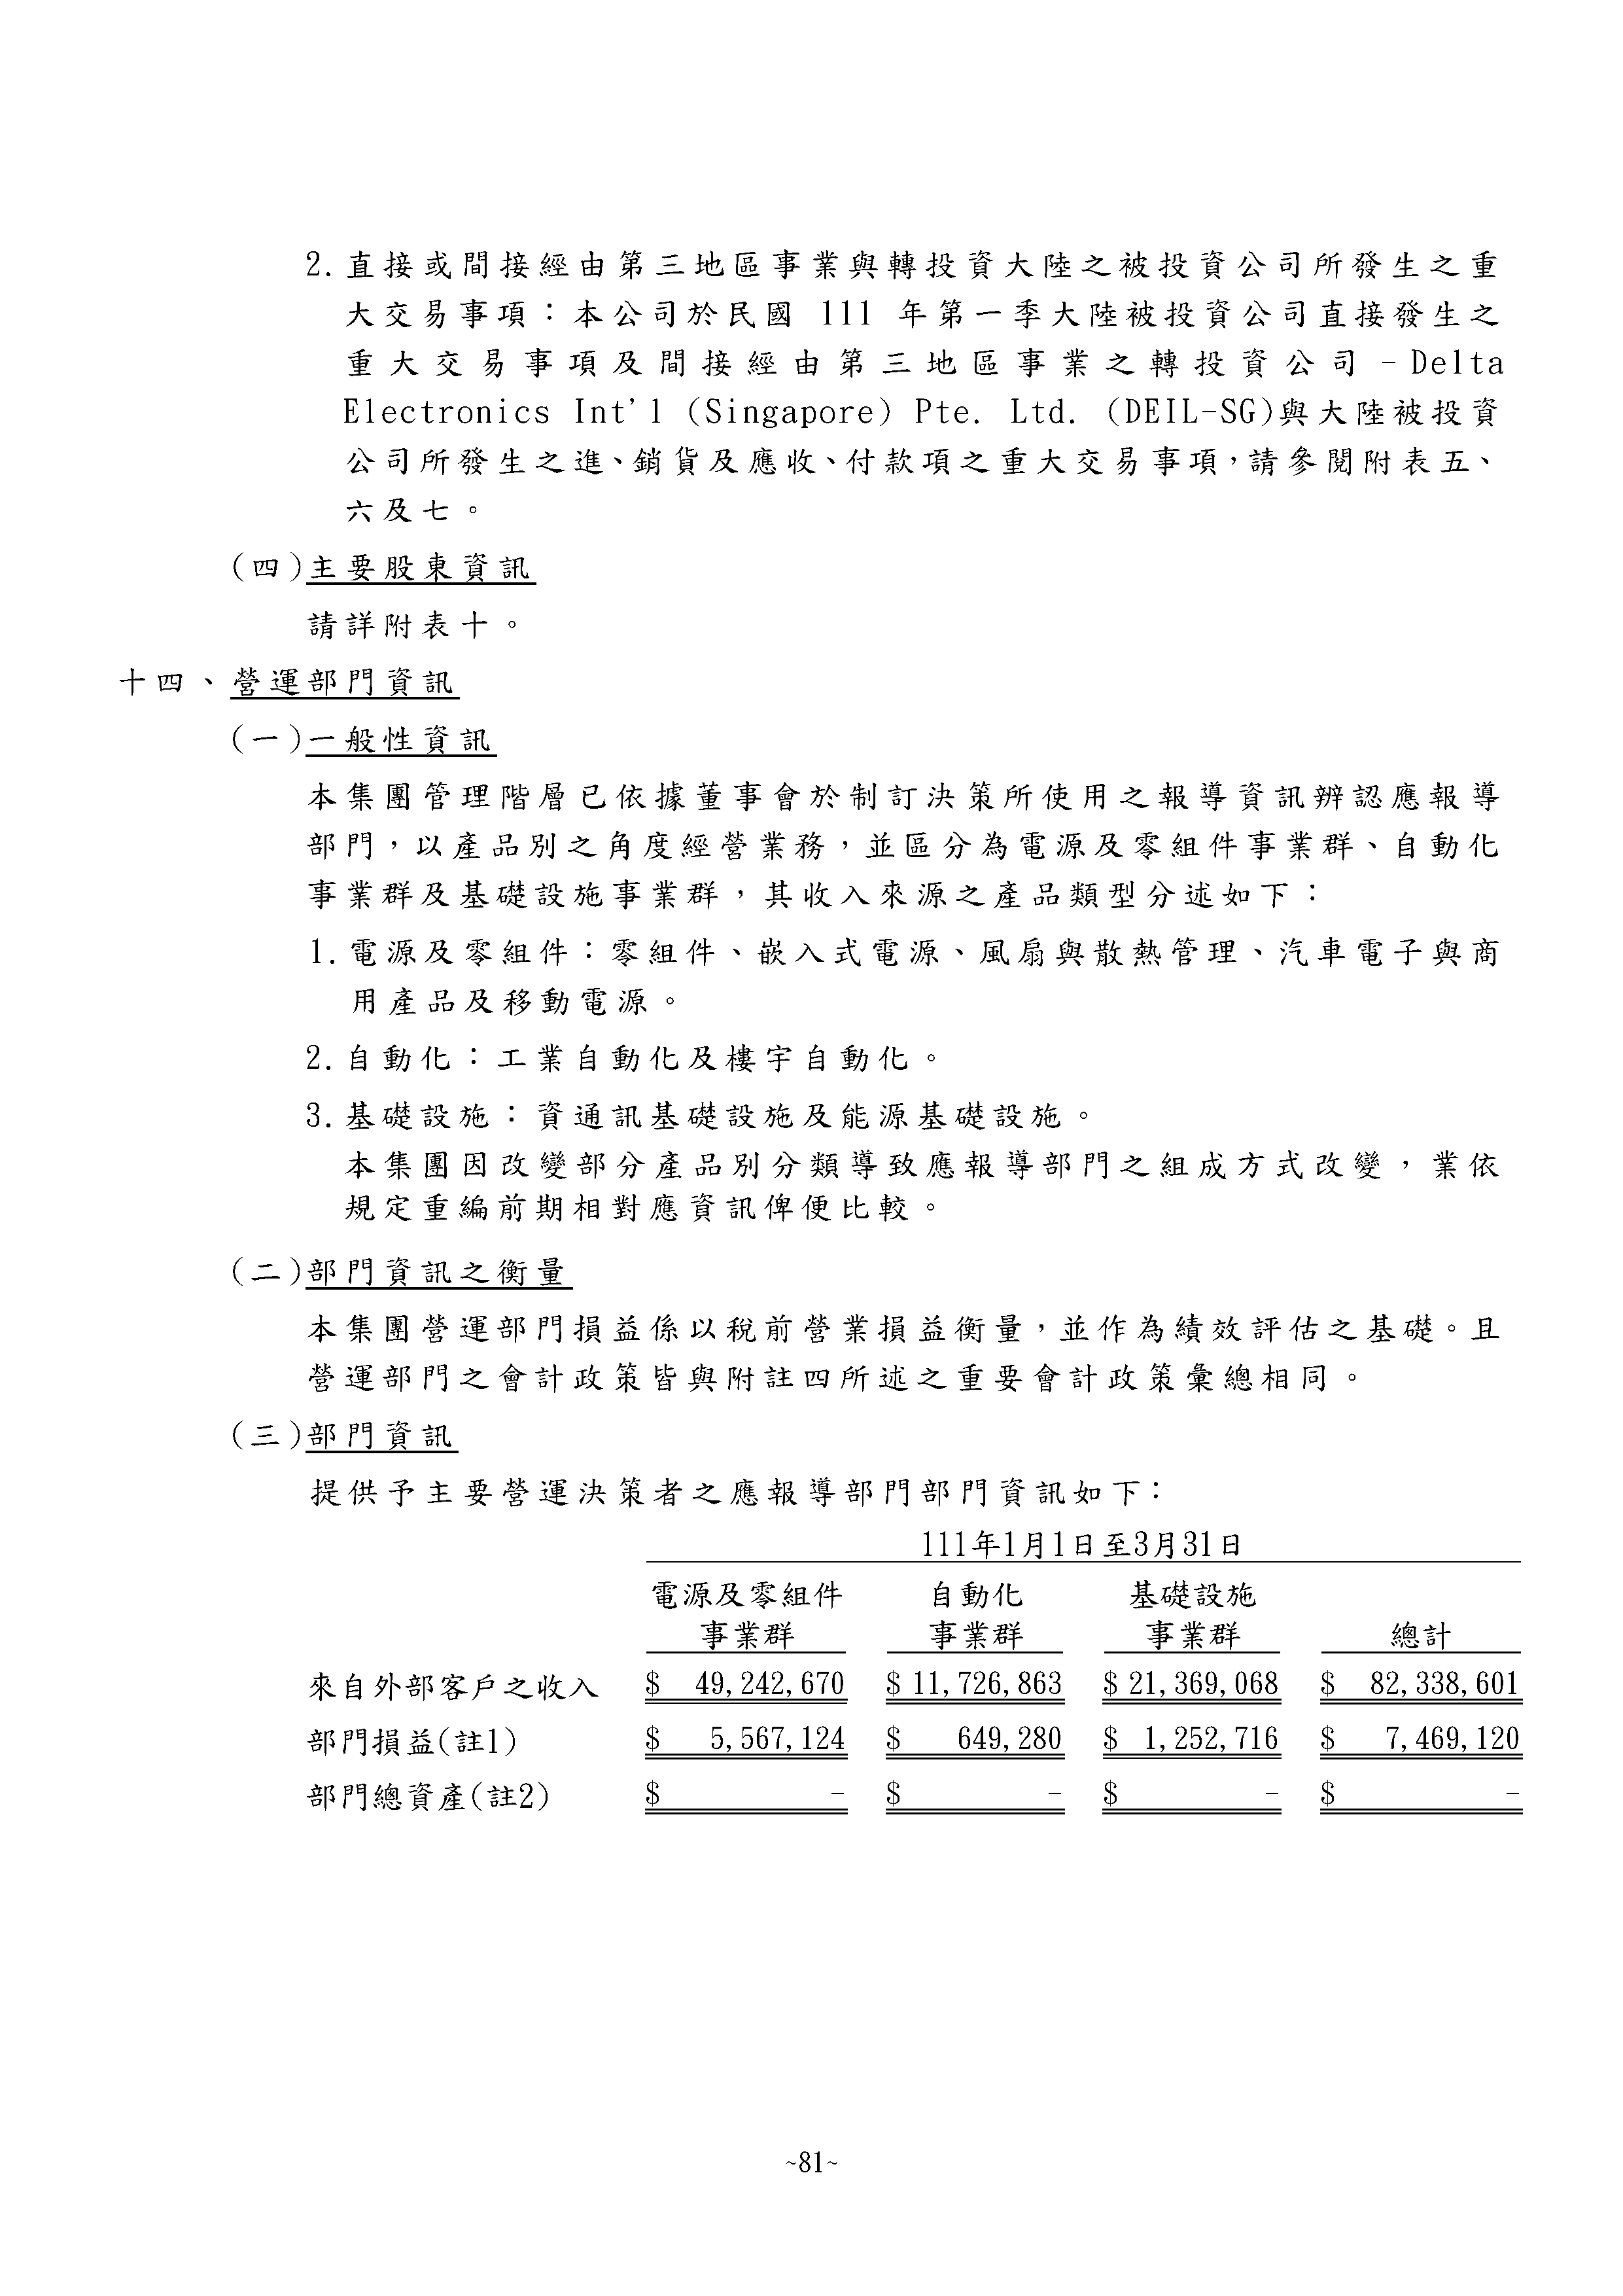 2.直接或間接經由第三地區事業與轉投資大陸之被投資公司所發生之重
大交易事項：本公司於民國 111 年第一季大陸被投資公司直接發生之
重大交易事項及間接經由第三地區事業之轉投資公司－Delta
Electronics Int'l (Singapore) Pte. Ltd. (DEIL-SG)與大陸被投資
公司所發生之進、銷貨及應收、付款項之重大交易事項，請參閱附表五、
六及七。
(四)主要股東資訊
請詳附表十。
十四、營運部門資訊
(一)一般性資訊
本集團管理階層已依據董事會於制訂決策所使用之報導資訊辨認應報導
部門，以產品別之角度經營業務，並區分為電源及零組件事業群、自動化
事業群及基礎設施事業群，其收入來源之產品類型分述如下：
1.電源及零組件：零組件、嵌入式電源、風扇與散熱管理、汽車電子與商
用產品及移動電源。
2.自動化：工業自動化及樓宇自動化。
3.基礎設施：資通訊基礎設施及能源基礎設施。
本集團因改變部分產品別分類導致應報導部門之組成方式改變，業依
規定重編前期相對應資訊俾便比較。
(二)部門資訊之衡量
本集團營運部門損益係以稅前營業損益衡量，並作為績效評估之基礎。且
營運部門之會計政策皆與附註四所述之重要會計政策彙總相同。
(三)部門資訊
提供予主要營運決策者之應報導部門部門資訊如下：
111年1月1日至3月31日
電源及零組件 自動化 基礎設施
事業群 事業群 事業群 總計
來自外部客戶之收入 $ 49,242,670 $ 11,726,863 $ 21,369,068 $ 82,338,601
部門損益(註1) $ 5,567,124 $ 649,280 $ 1,252,716 $ 7,469,120
部門總資產(註2) $ - $ - $ - $ -
~81~